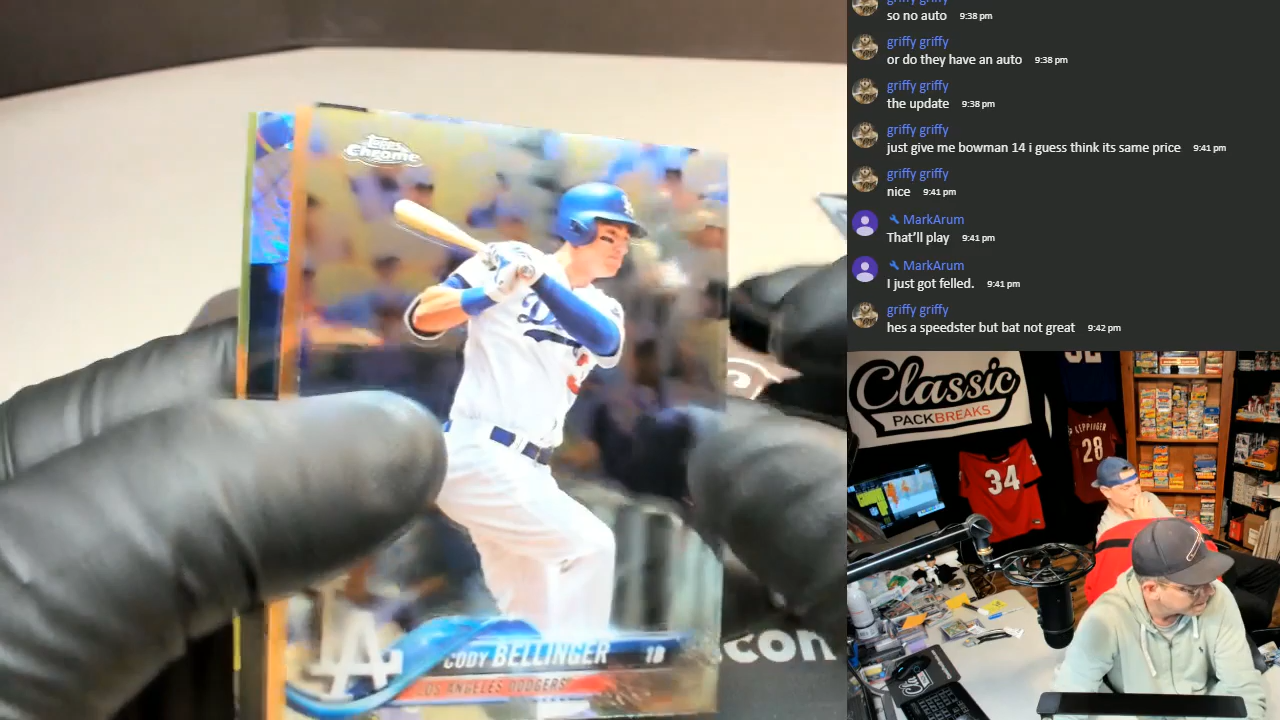 Topps
Chrome
D
3
LA
CODY BELLINGER 1B
LOS ANGELES DODGERS
con
griffy griffy
so no auto 9:38 pm
griffy griffy
or do they have an auto 9:38 pm
griffy griffy
the update 9:38 pm
griffy griffy
just give me bowman 14 i guess think its same price 9:41 pm
griffy griffy
nice 9:41 pm
MarkArum
That’ll play 9:41 pm
MarkArum
I just got felled. 9:41 pm
griffy griffy
hes a speedster but bat not great 9:42 pm
Classic
PACKBREAKS
34
28